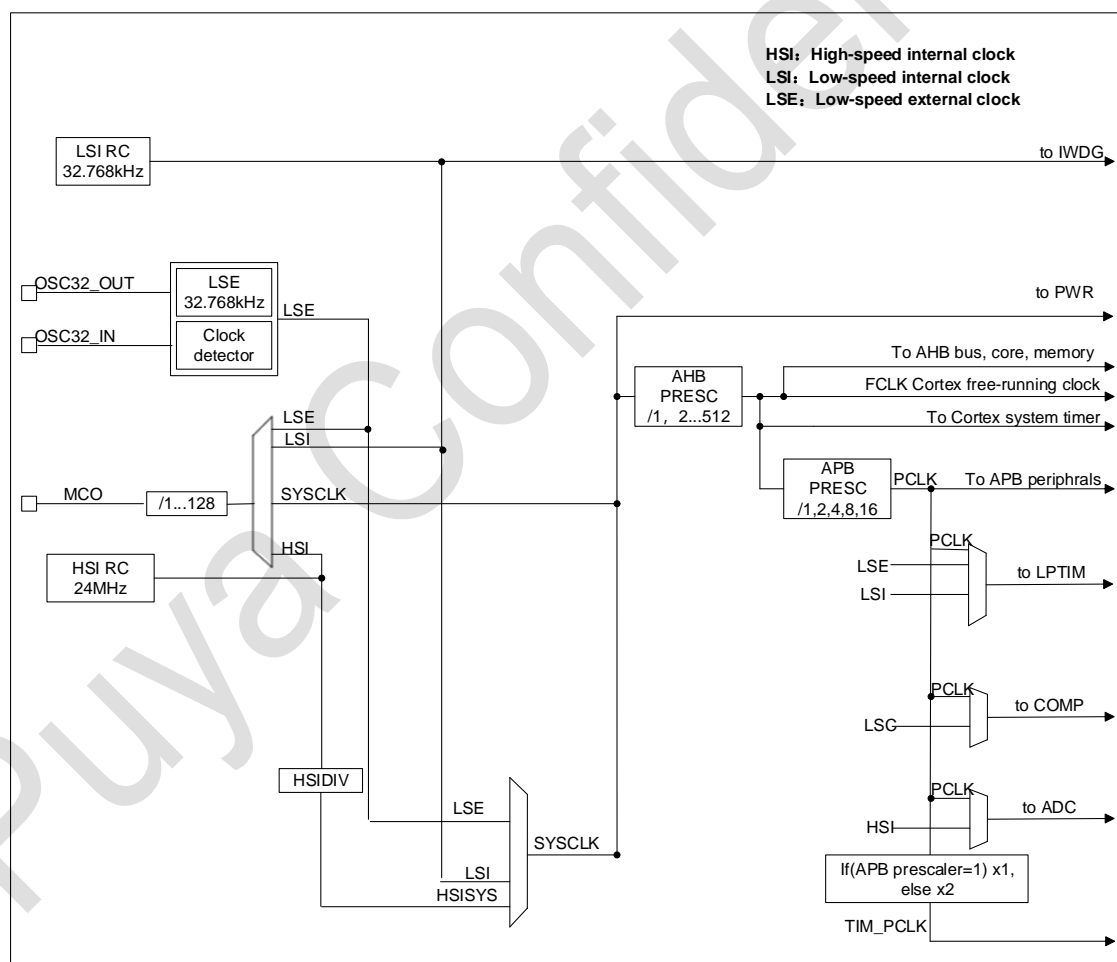 HSI：High-speed internal clock
LSI：Low-speed internal clock
LSE：Low-speed external clock
LSI RC
32.768kHz
to IWDG
OSC32_OUT
LSE
32.768kHz
LSE
OSC32_IN
Clock
detector
to PWR
To AHB bus, core, memory
AHB
PRESC
/1, 2...512
FCLK Cortex free-running clock
To Cortex system timer
LSE
LSI
MCO
/1...128
SYSCLK
HSI
APB
PRESC
/1,2,4,8,16
PCLK
To APB periphrals
HSI RC
24MHz
PCLK
LSE
LSI
to LPTIM
PCLK
LSC
to COMP
HSIDIV
LSE
SYSCLK
LSI
HSISYS
PCLK
HSI
to ADC
If(APB prescaler=1) x1,
else x2
TIM_PCLK
Puya Confiden